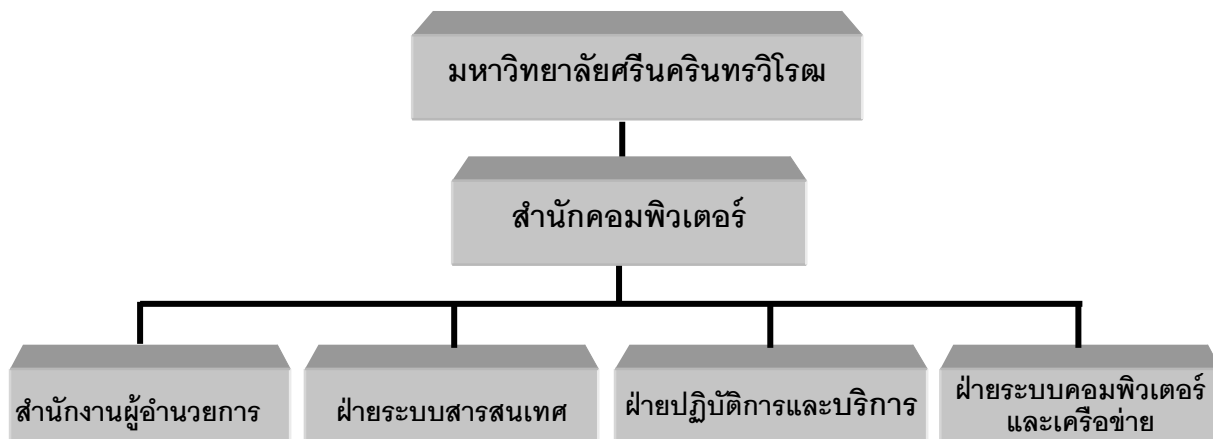 มหาวิทยาลัยศรีนครินทรวิโรฒ
สำนักคอมพิวเตอร์
สำนักงานผู้อำนวยการ
ฝ่ายระบบสารสนเทศ
ฝ่ายปฏิบัติการและบริการ
ฝ่ายระบบคอมพิวเตอร์
และเครือข่าย